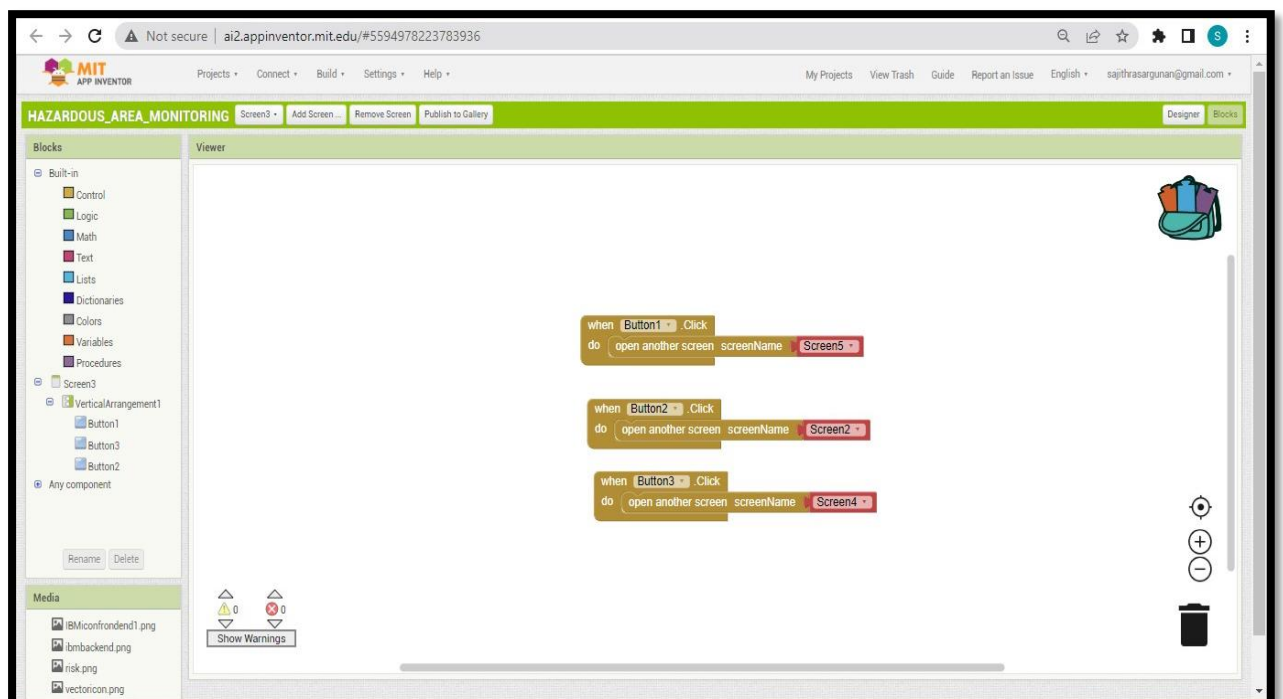 Not secure ai2.appinventor.mit.edu/#5594978223783936 S
MIT
APP INVENTOR
Projects Connect Build Settings Help My Projects View Trash Guide Report an Issue English sajithrasargunan@gmail.com
HAZARDOUS_AREA_MONITORING Screen3 Add Screen ... Remove Screen Publish to Gallery Designer Blocks
Blocks
Viewer
Built-in
Control
Logic
Math
Text
Lists
Dictionaries
Colors
Variables
Procedures
Screen3
VerticalArrangement1
Button1
Button3
Button2
Any component
Rename Delete
Media
IBMiconfrondend1.png
ibmbackend.png
risk.png
vectoricon.png
when Button1 .Click
do open another screen screenName Screen5
when Button2 .Click
do open another screen screenName Screen2
when Button3 .Click
do open another screen screenName Screen4
0 0
Show Warnings